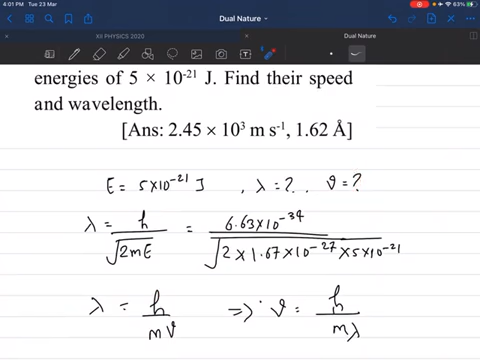 4:01 PM Tue 23 Mar
Dual Nature
63%
XII PHYSICS 2020
Dual Nature
energies of 5 × 10⁻²¹ J. Find their speed
and wavelength.
[Ans: 2.45 × 10³ m s⁻¹, 1.62 Å]
E = 5×10⁻²¹ J , λ = ? , ϑ = ?
λ = h / √(2mE) = 6.63×10⁻³⁴ / √(2 × 1.67 × 10⁻²⁷ × 5×10⁻²¹)
λ = h / mϑ ⇒ ϑ = h / mλ